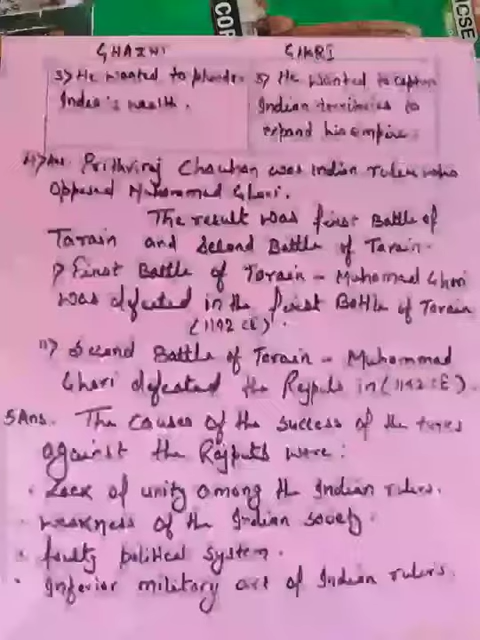 COP
CSE
GHAZNI GHORI
3) He wanted to plunder India's wealth.
3) He wanted to capture Indian territories to expand his empire.
4) Ans. Prithviraj Chauhan was Indian ruler who
opposed Muhammad Ghori.
The result was first Battle of
Tarain and Second Battle of Tarain.
i) First Battle of Tarain - Muhomad Ghori
was defeated in the first Battle of Tarain
(1192 CE).
ii) Second Battle of Tarain - Muhammad
Ghori defeated the Rajputs in (1192 CE).
5 Ans. The causes of the success of the turks
against the Rajputs were:
· Lack of unity among the Indian rulers.
· weakness of the Indian society.
· faulty political system.
· Inferior military art of Indian rulers.